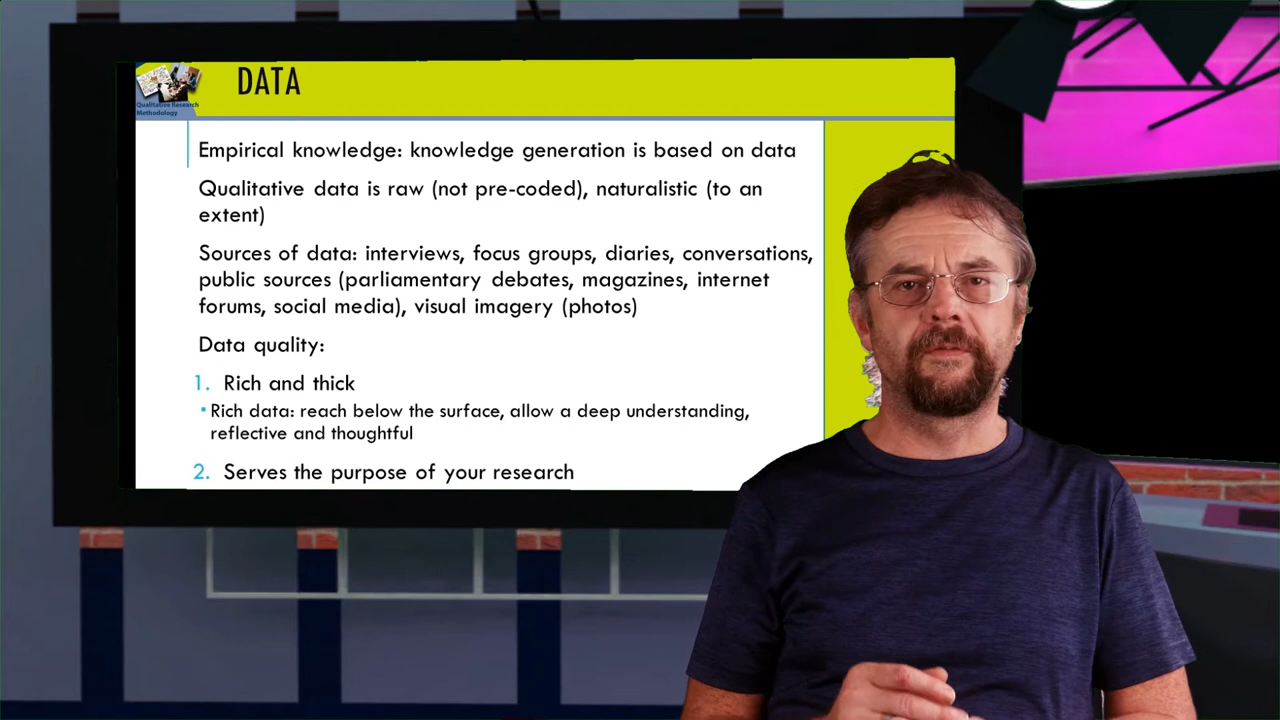 DATA
Qualitative Research
Methodology
Empirical knowledge: knowledge generation is based on data
Qualitative data is raw (not pre-coded), naturalistic (to an
extent)
Sources of data: interviews, focus groups, diaries, conversations,
public sources (parliamentary debates, magazines, internet
forums, social media), visual imagery (photos)
Data quality:
1. Rich and thick
▪ Rich data: reach below the surface, allow a deep understanding,
reflective and thoughtful
2. Serves the purpose of your research